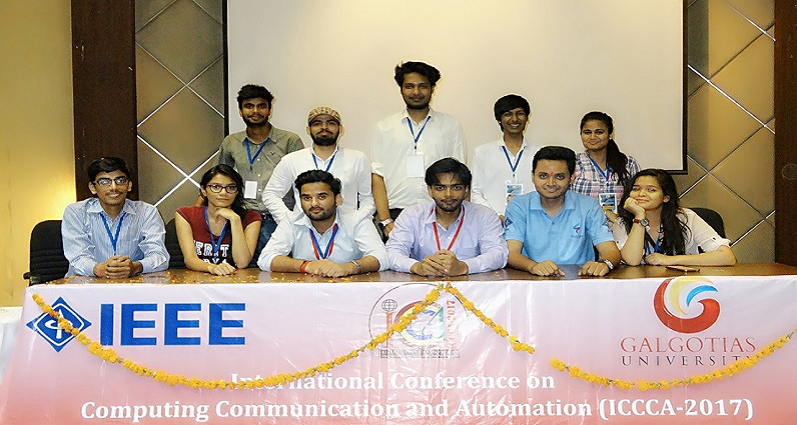 IEEE
GALGOTIAS
UNIVERSITY
International Conference on
Computing Communication and Automation (ICCCA-2017)